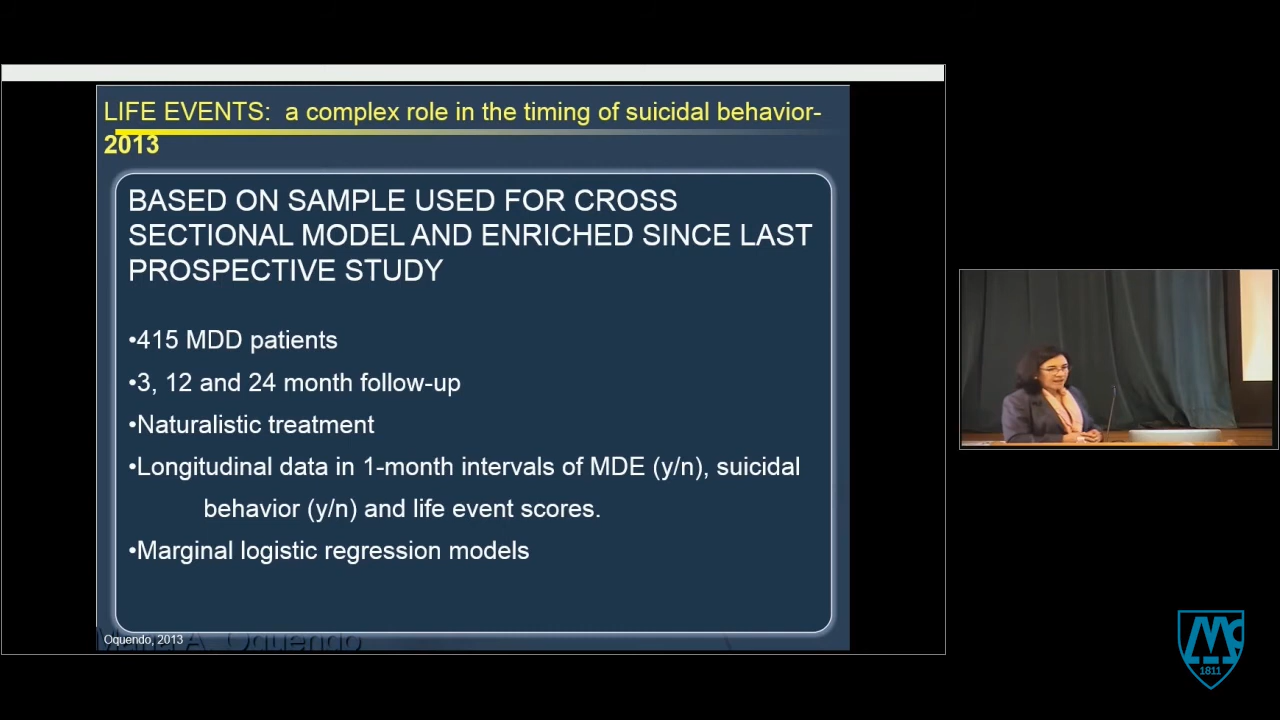 LIFE EVENTS: a complex role in the timing of suicidal behavior-
2013
BASED ON SAMPLE USED FOR CROSS
SECTIONAL MODEL AND ENRICHED SINCE LAST
PROSPECTIVE STUDY
•415 MDD patients
•3, 12 and 24 month follow-up
•Naturalistic treatment
•Longitudinal data in 1-month intervals of MDE (y/n), suicidal
behavior (y/n) and life event scores.
•Marginal logistic regression models
Oquendo, 2013
Maria A. Oquendo
1811